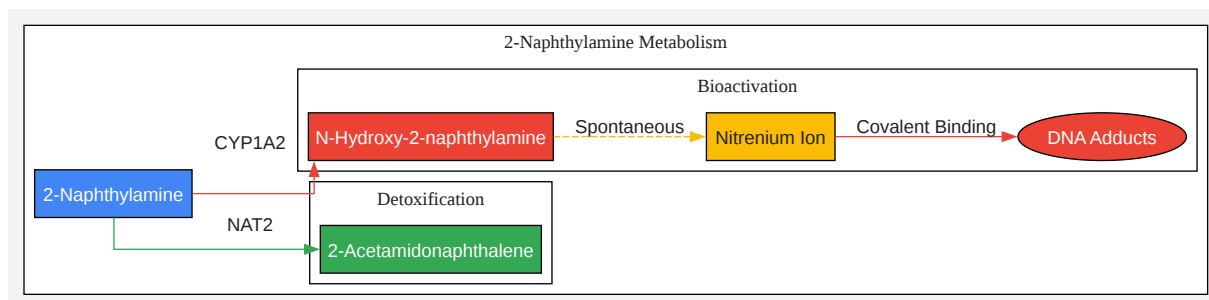 2-Naphthylamine Metabolism
Bioactivation
CYP1A2
N-Hydroxy-2-naphthylamine
Spontaneous
Nitrenium Ion
Covalent Binding
DNA Adducts
2-Naphthylamine
Detoxification
NAT2
2-Acetamidonaphthalene